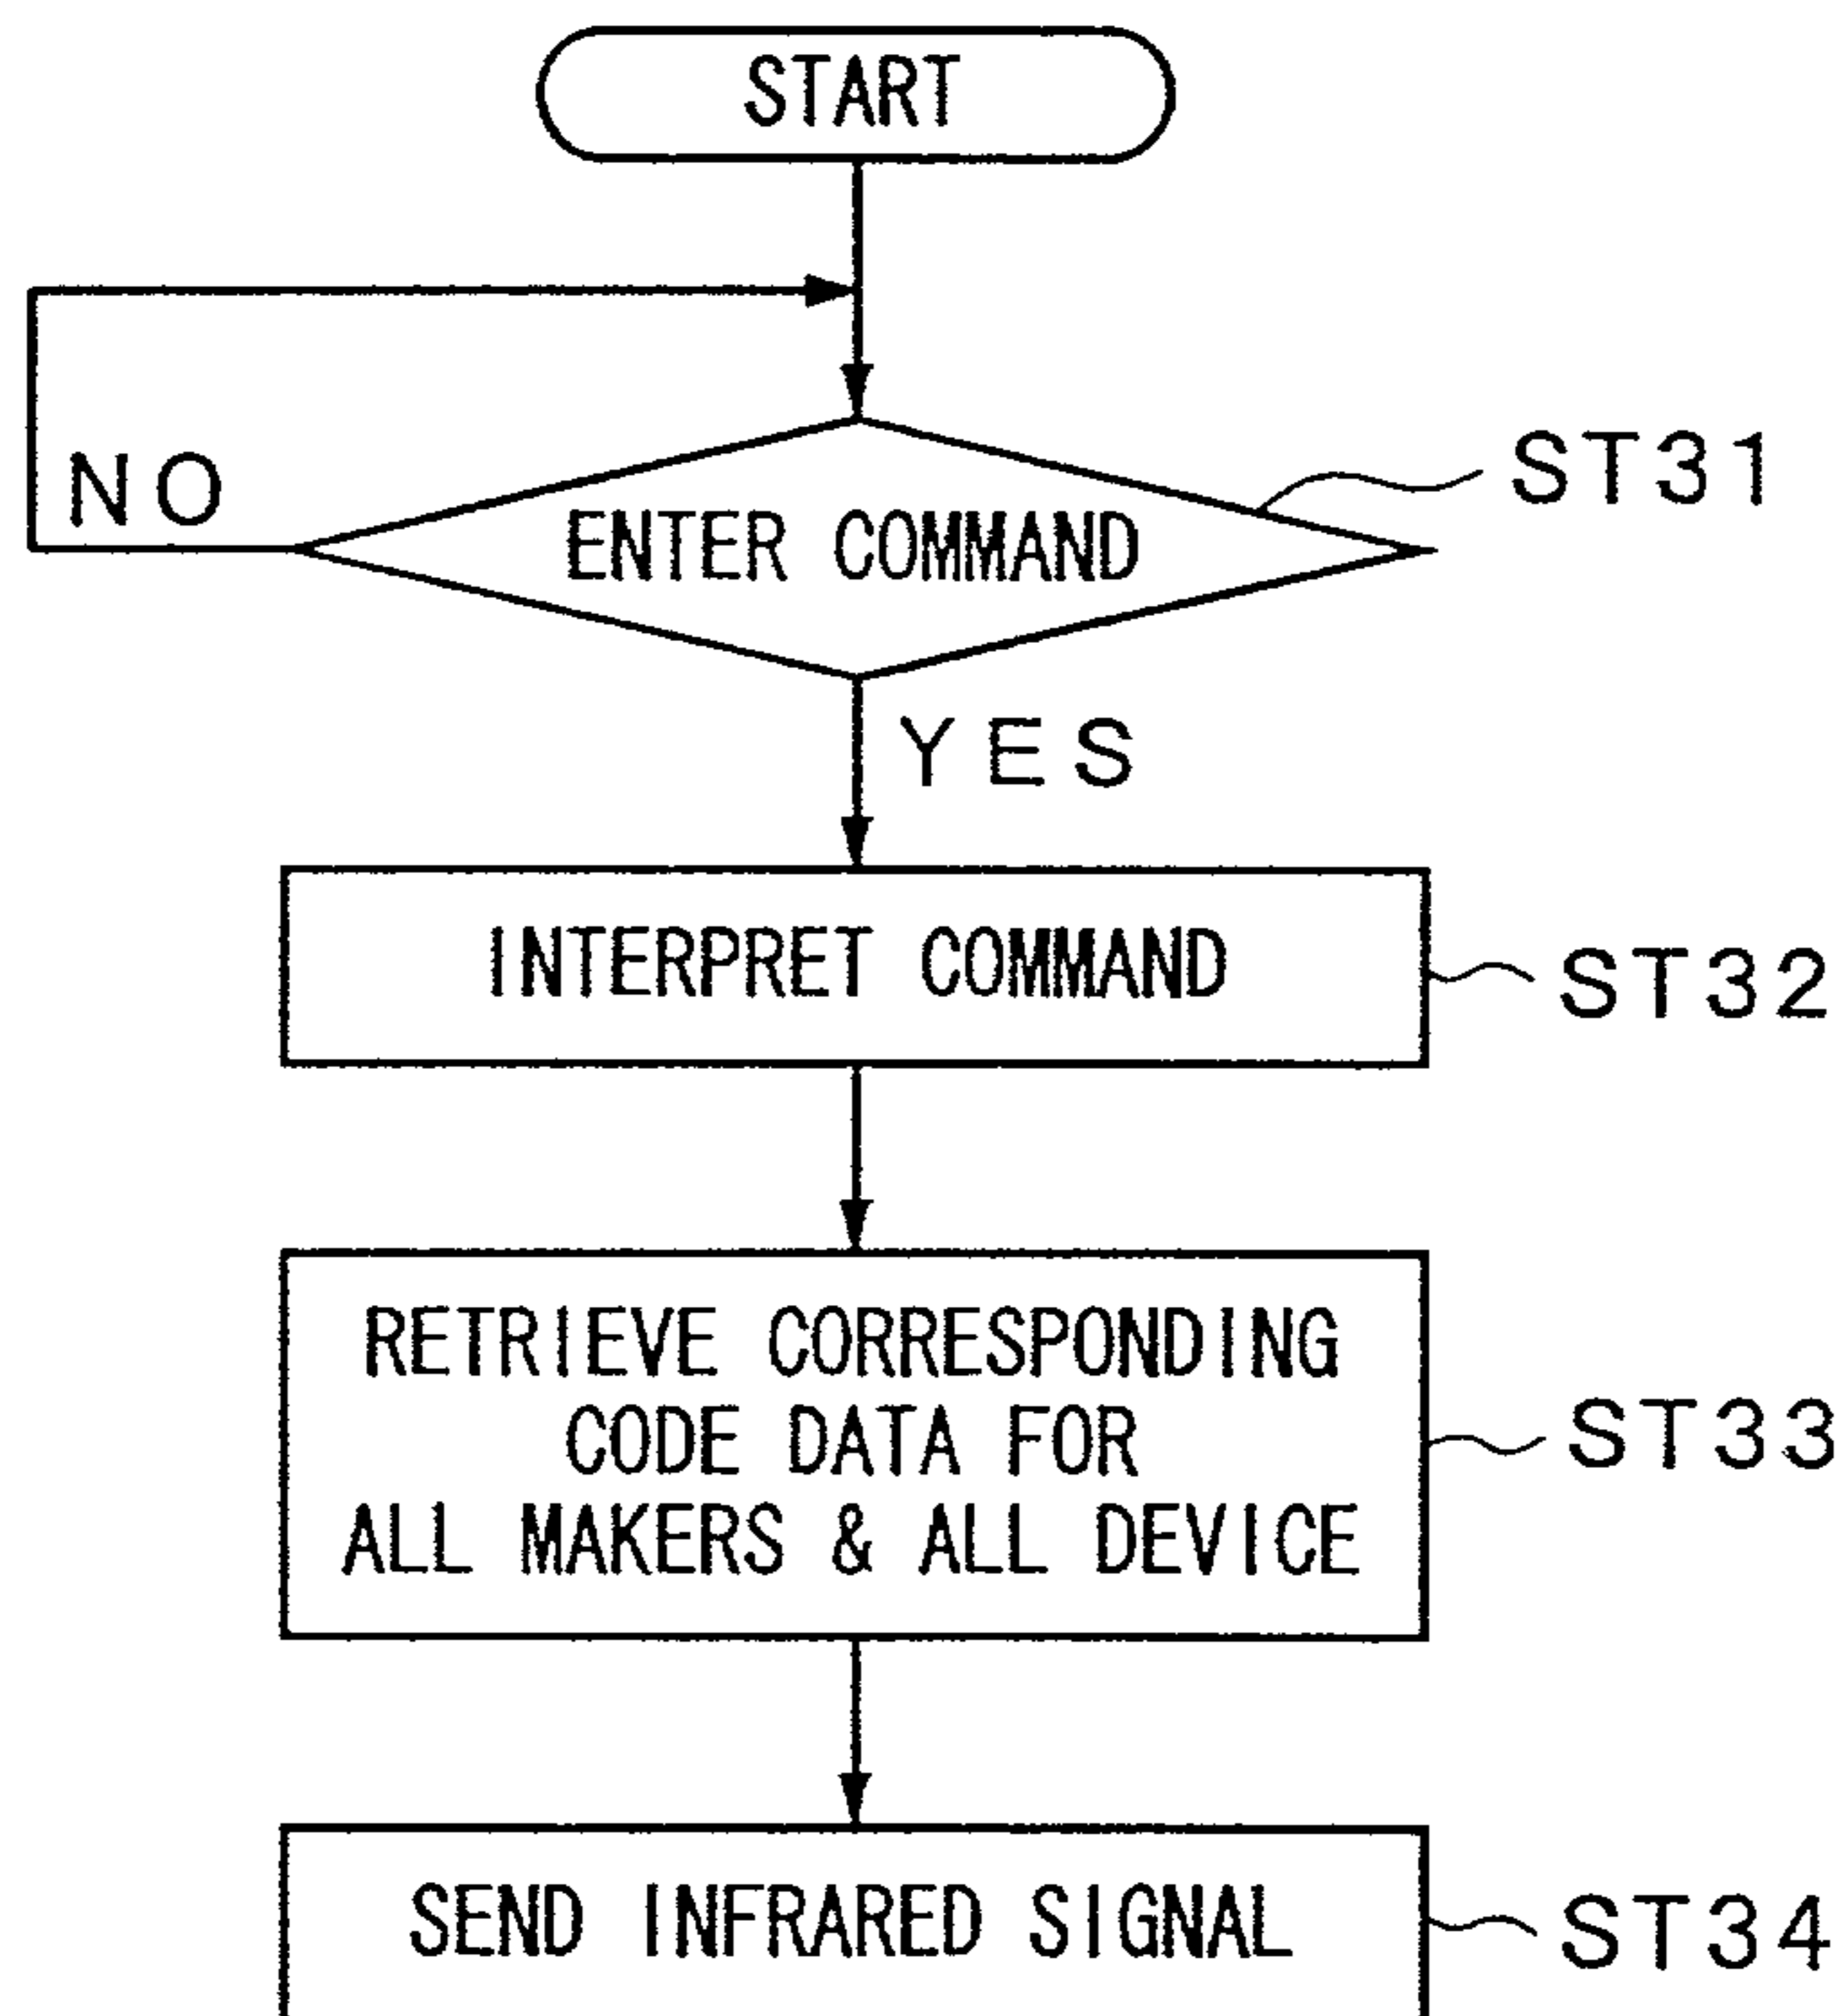 START
NO
ENTER COMMAND
ST31
YES
INTERPRET COMMAND
ST32
RETRIEVE CORRESPONDING
CODE DATA FOR
ALL MAKERS & ALL DEVICE
ST33
SEND INFRARED SIGNAL
ST34